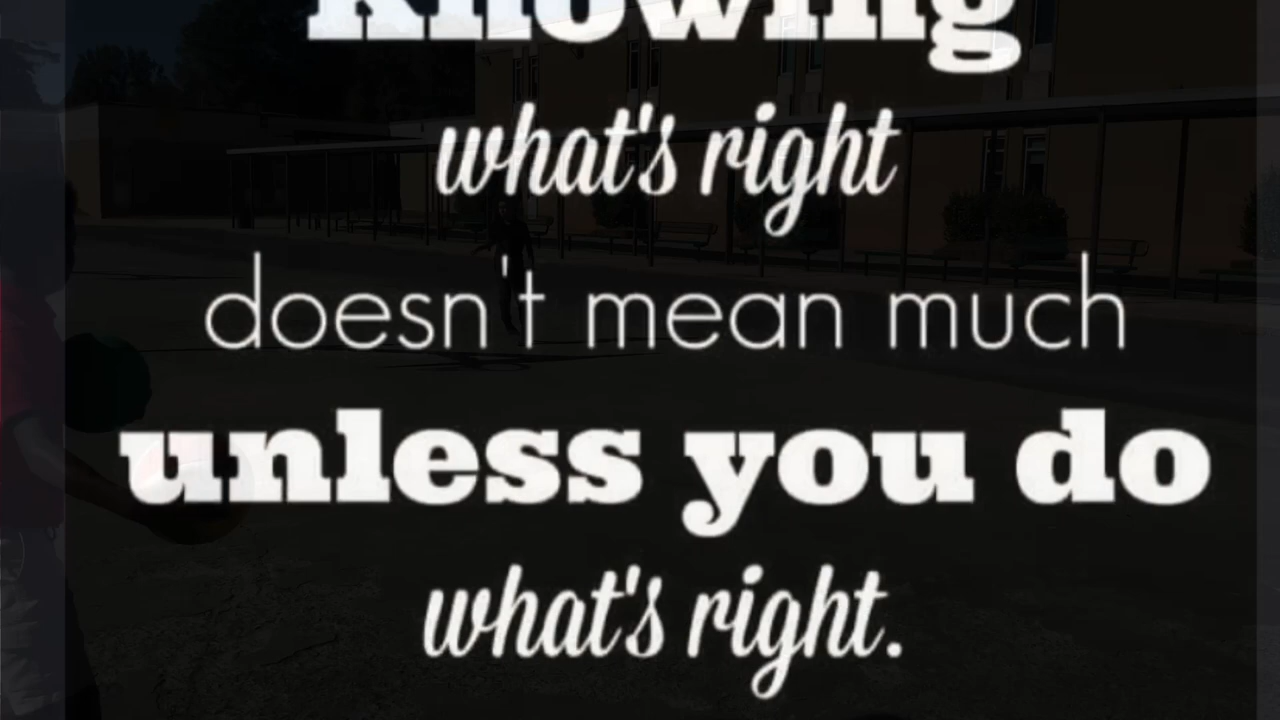 Knowing
what's right
doesn't mean much
unless you do
what's right.